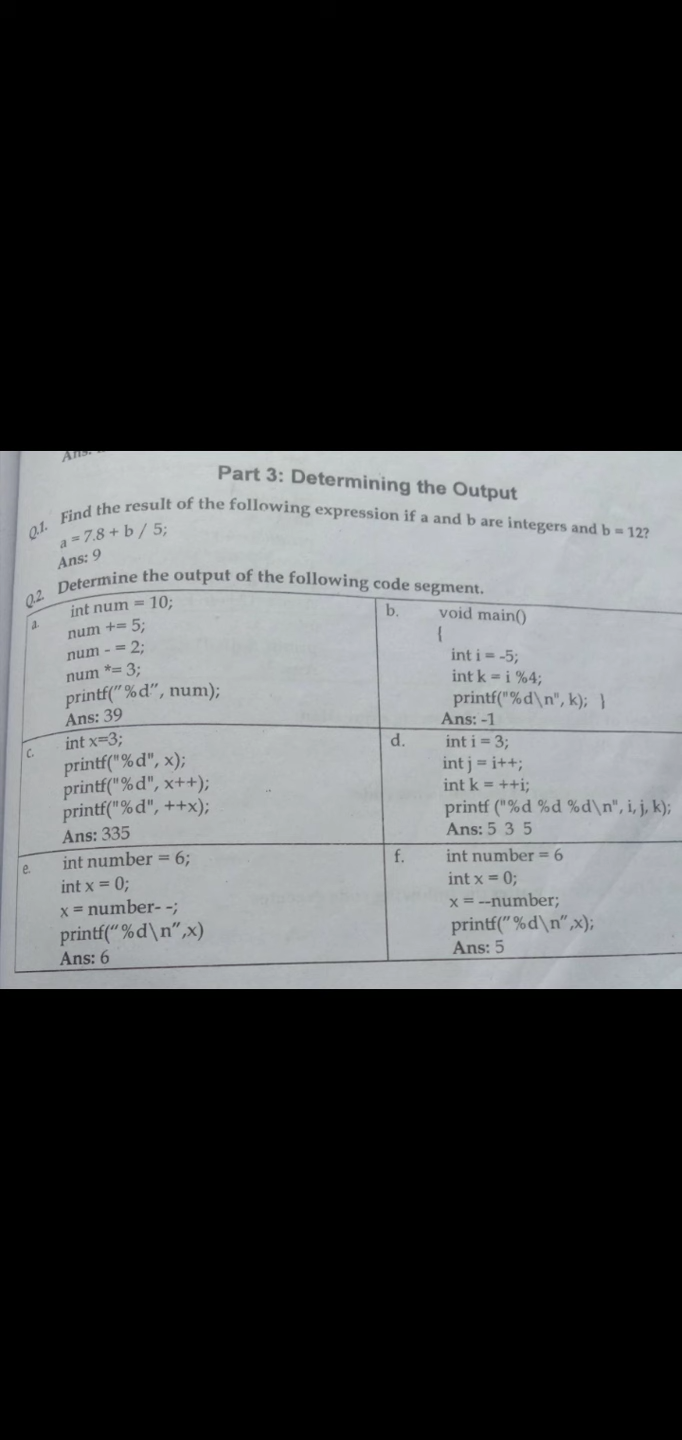 Ans:
Part 3: Determining the Output
Q.1. Find the result of the following expression if a and b are integers and b = 12?
a = 7.8 + b / 5;
Ans: 9
Q.2. Determine the output of the following code segment.
a. int num = 10;
num += 5;
num - = 2;
num *= 3;
printf("%d", num);
Ans: 39
b. void main()
{
int i = -5;
int k = i %4;
printf("%d\n", k); }
Ans: -1
c. int x=3;
printf("%d", x);
printf("%d", x++);
printf("%d", ++x);
Ans: 335
d. int i = 3;
int j = i++;
int k = ++i;
printf ("%d %d %d\n", i, j, k);
Ans: 5 3 5
e. int number = 6;
int x = 0;
x = number- -;
printf("%d\n",x)
Ans: 6
f. int number = 6
int x = 0;
x = --number;
printf("%d\n",x);
Ans: 5